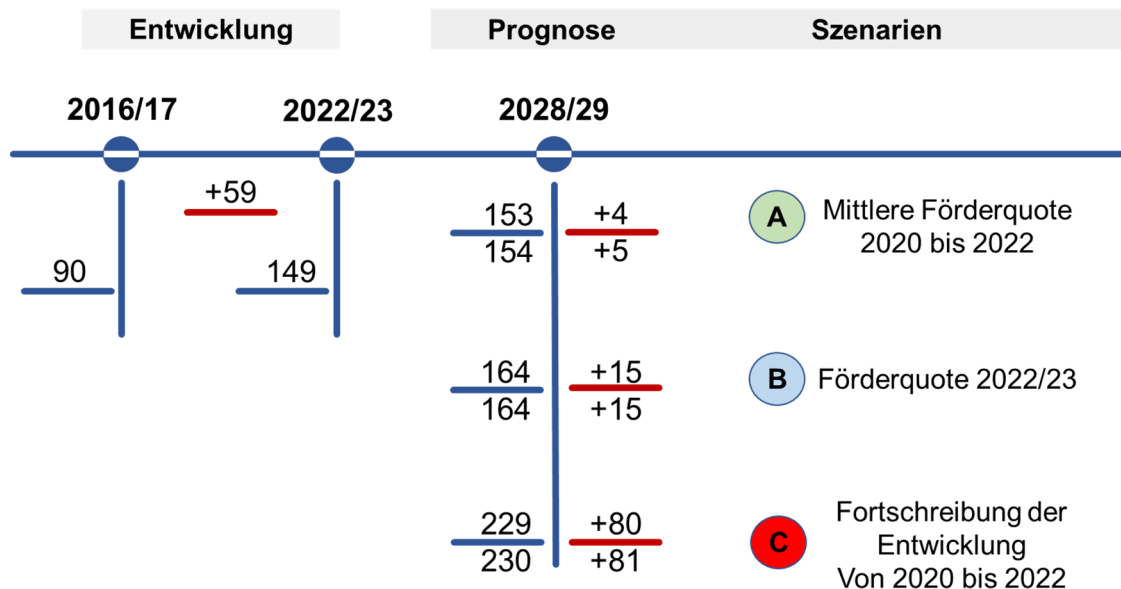 Entwicklung
Prognose
Szenarien
2016/17
2022/23
2028/29
+59
90
149
153
+4
154
+5
A
Mittlere Förderquote
2020 bis 2022
164
+15
164
+15
B
Förderquote 2022/23
229
+80
230
+81
C
Fortschreibung der
Entwicklung
Von 2020 bis 2022